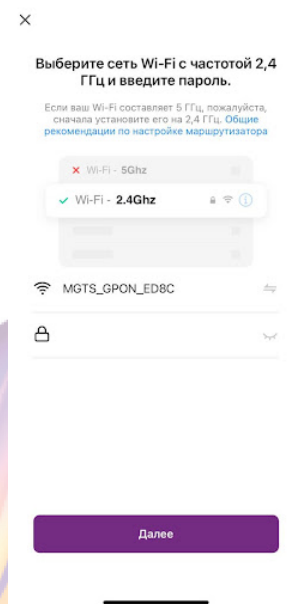 Выберите сеть Wi-Fi с частотой 2,4
ГГц и введите пароль.
Если ваш Wi-Fi составляет 5 ГГц, пожалуйста,
сначала установите его на 2,4 ГГц. Общие
рекомендации по настройке маршрутизатора
Wi-Fi - 5Ghz
Wi-Fi - 2.4Ghz
MGTS_GPON_ED8C
Далее